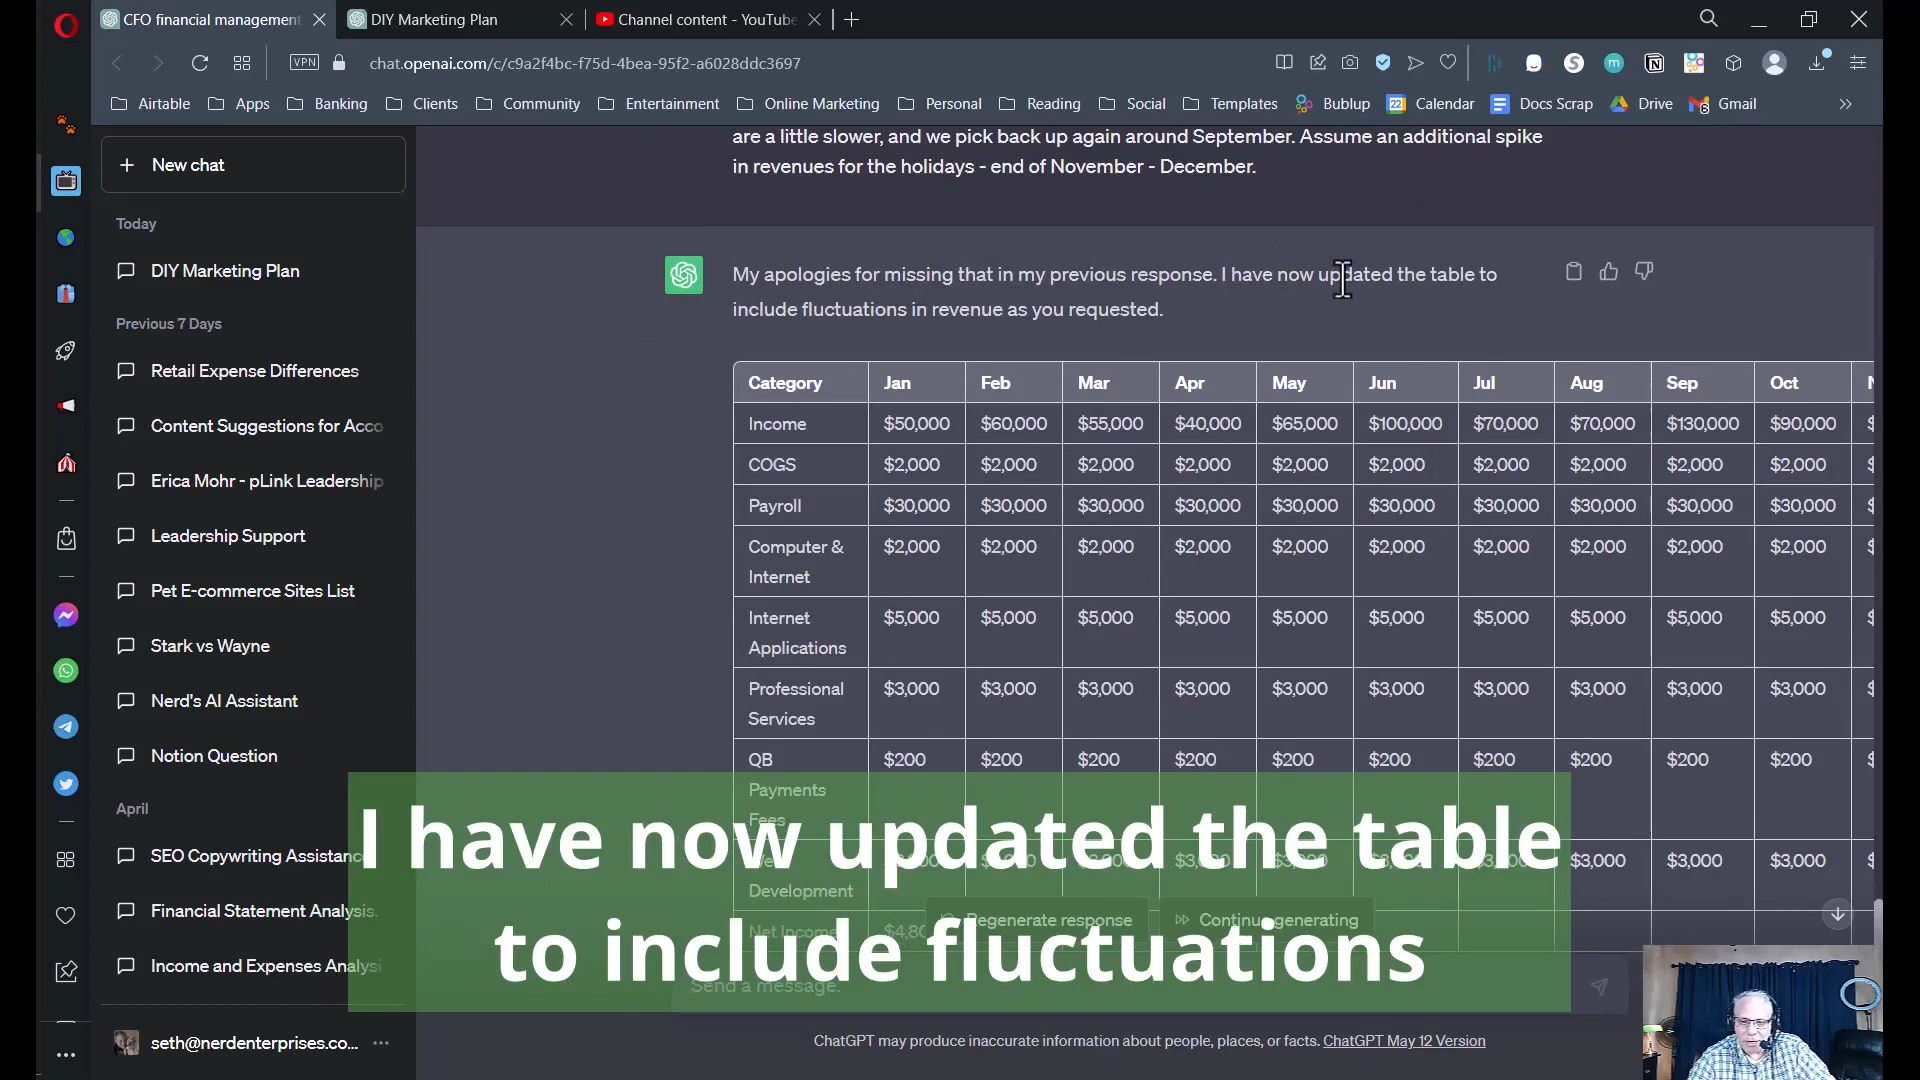 CFO financial management
DIY Marketing Plan
Channel content - YouTube
VPN
chat.openai.com/c/c9a2f4bc-f75d-4bea-95f2-a6028ddc3697
Airtable Apps Banking Clients Community Entertainment Online Marketing Personal Reading Social Templates Bublup Calendar Docs Scrap Drive Gmail
New chat
Today
DIY Marketing Plan
Previous 7 Days
Retail Expense Differences
Content Suggestions for Acco
Erica Mohr - pLink Leadership
Leadership Support
Pet E-commerce Sites List
Stark vs Wayne
Nerd's AI Assistant
Notion Question
April
SEO Copywriting Assistanc
Financial Statement Analysis.
Income and Expenses Analysi
seth@nerdenterprises.co...
are a little slower, and we pick back up again around September. Assume an additional spike
in revenues for the holidays - end of November - December.
My apologies for missing that in my previous response. I have now updated the table to
include fluctuations in revenue as you requested.
Category Jan Feb Mar Apr May Jun Jul Aug Sep Oct
Income $50,000 $60,000 $55,000 $40,000 $65,000 $100,000 $70,000 $70,000 $130,000 $90,000
COGS $2,000 $2,000 $2,000 $2,000 $2,000 $2,000 $2,000 $2,000 $2,000 $2,000
Payroll $30,000 $30,000 $30,000 $30,000 $30,000 $30,000 $30,000 $30,000 $30,000 $30,000
Computer & $2,000 $2,000 $2,000 $2,000 $2,000 $2,000 $2,000 $2,000 $2,000 $2,000
Internet
Internet $5,000 $5,000 $5,000 $5,000 $5,000 $5,000 $5,000 $5,000 $5,000 $5,000
Applications
Professional $3,000 $3,000 $3,000 $3,000 $3,000 $3,000 $3,000 $3,000 $3,000 $3,000
Services
QB $200 $200 $200 $200 $200 $200 $200 $200 $200 $200
Payments
Fees
$3,000 $3,000 $3,000
Development
Net Income $4,80
Regenerate response
Continue generating
I have now updated the table
to include fluctuations
Send a message.
ChatGPT may produce inaccurate information about people, places, or facts. ChatGPT May 12 Version